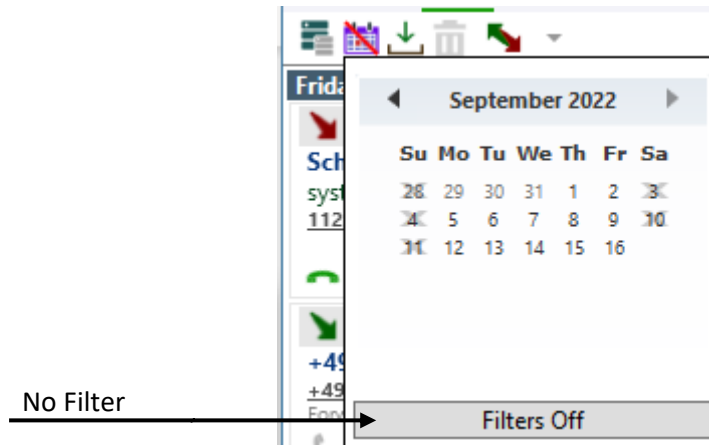 Frida
September 2022
Su Mo Tu We Th Fr Sa
28 29 30 31 1 2 3
4 5 6 7 8 9 10
11 12 13 14 15 16
Sch
syst
112
+49
+49
No Filter
Filters Off